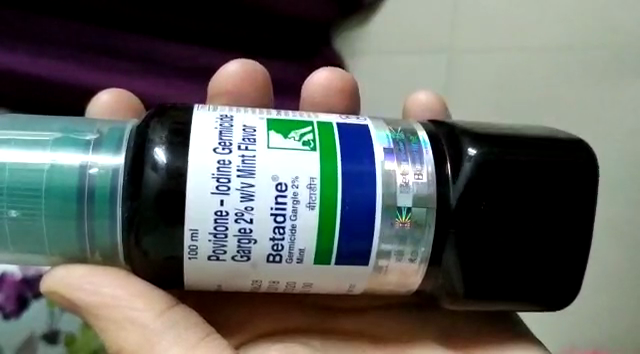 100 ml
Povidone – Iodine Germicide
Gargle 2% w/v Mint Flavor
Betadine®
Germicide Gargle 2%
Mint
बीटाडीन